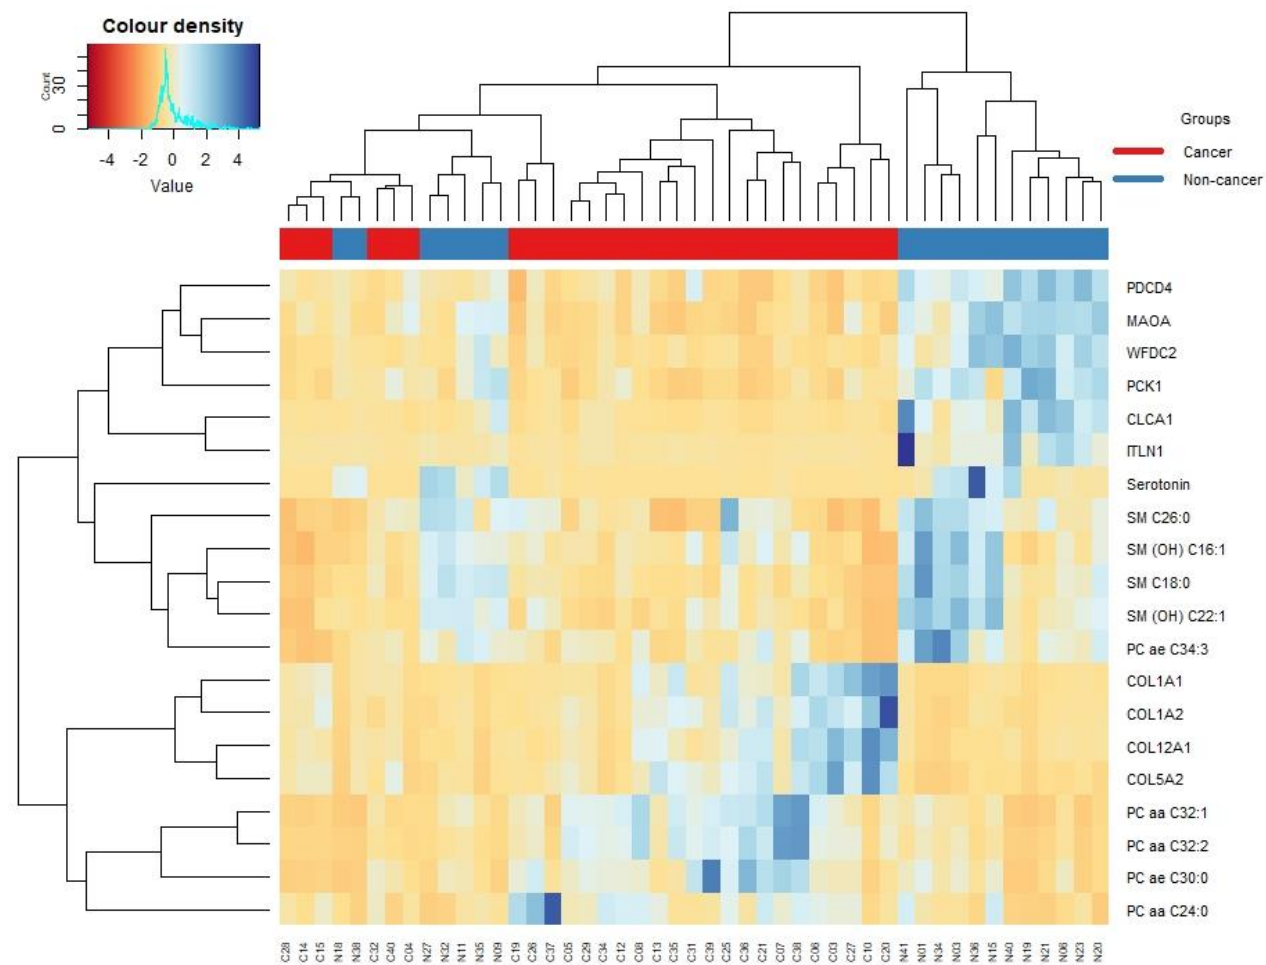 Colour density
Count
0 30
-4 -2 0 2 4
Value
Groups
Cancer
Non-cancer
PDCD4
MAOA
WFDC2
PCK1
CLCA1
ITLN1
Serotonin
SM C26:0
SM (OH) C16:1
SM C18:0
SM (OH) C22:1
PC ae C34:3
COL1A1
COL1A2
COL12A1
COL5A2
PC aa C32:1
PC aa C32:2
PC ae C30:0
PC aa C24:0
C28 C14 C15 N18 N38 C32 C40 C04 N27 N32 N11 N35 N09 C19 C26 C37 C05 C29 C34 C12 C08 C13 C35 C31 C39 C25 C36 C21 C07 C38 C06 C03 C27 C10 C20 N41 N01 N34 N03 N36 N15 N40 N19 N21 N06 N23 N20